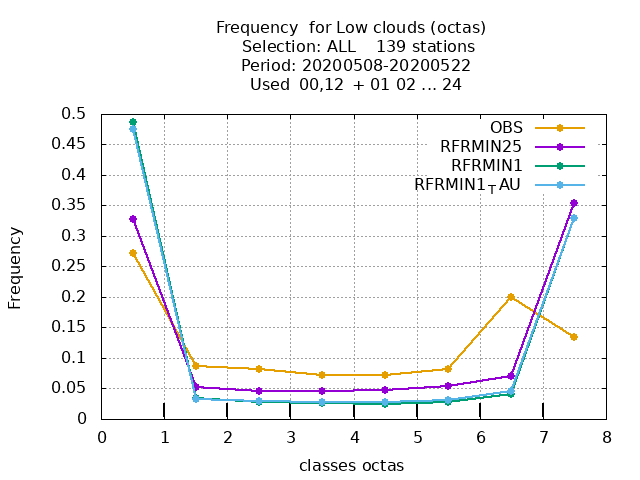 Frequency  for Low clouds (octas)
Selection: ALL    139 stations
Period: 20200508-20200522
Used  00,12  + 01 02 ... 24
0.5
0.45
0.4
0.35
0.3
0.25
0.2
0.15
0.1
0.05
0
Frequency
OBS
RFRMIN25
RFRMIN1
RFRMIN1TAU
0 1 2 3 4 5 6 7 8
classes octas